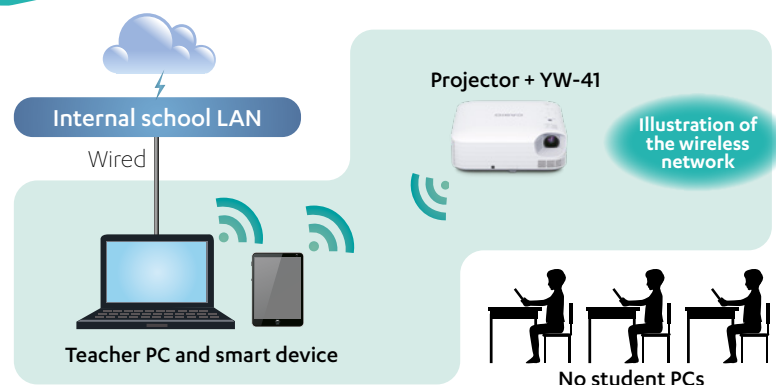 Projector + YW-41
Internal school LAN
Illustration of
the wireless
network
Wired
Teacher PC and smart device
No student PCs